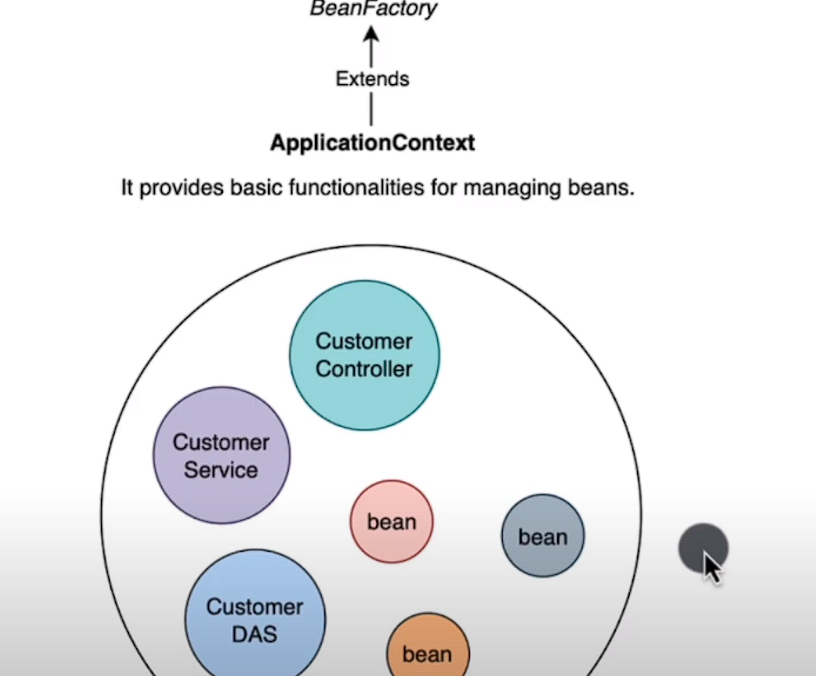 BeanFactory
Extends
ApplicationContext
It provides basic functionalities for managing beans.
Customer
Controller
Customer
Service
bean
bean
Customer
DAS
bean